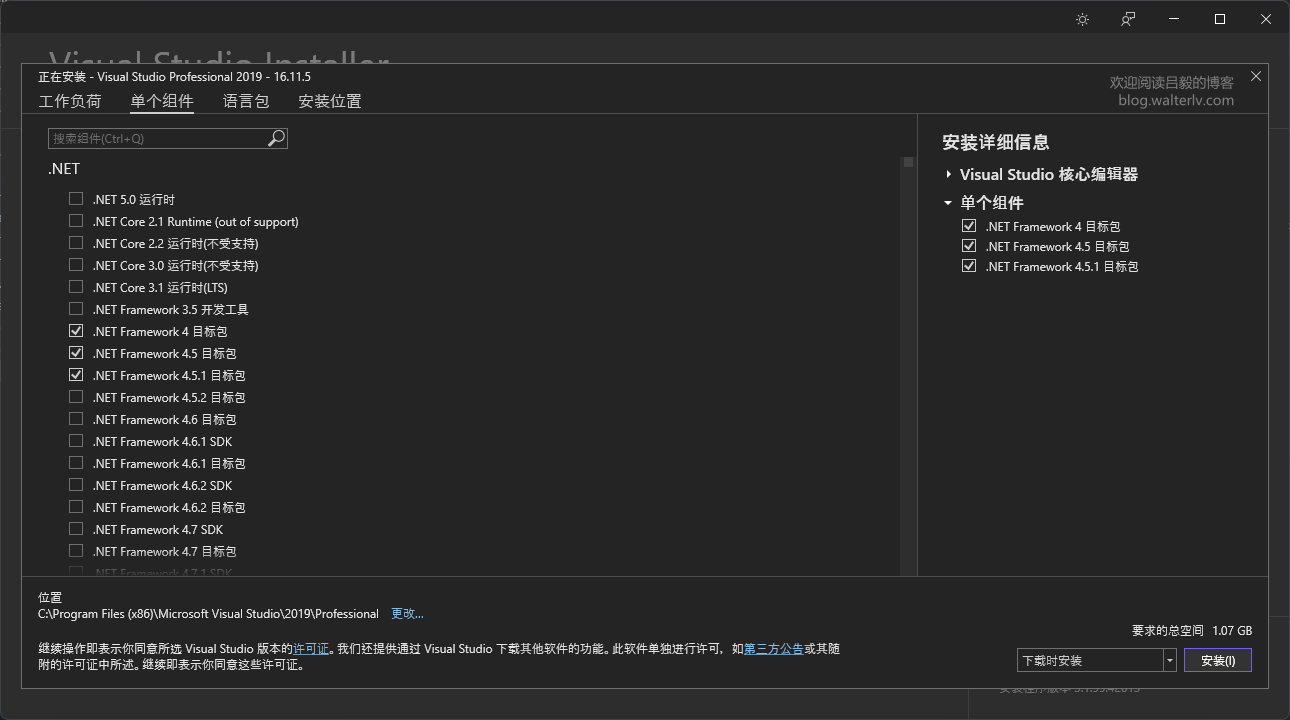 Visual Studio Installer
正在安装 - Visual Studio Professional 2019 - 16.11.5
工作负荷 单个组件 语言包 安装位置
欢迎阅读吕毅的博客
blog.walterlv.com
搜索组件(Ctrl+Q)
.NET
.NET 5.0 运行时
.NET Core 2.1 Runtime (out of support)
.NET Core 2.2 运行时(不受支持)
.NET Core 3.0 运行时(不受支持)
.NET Core 3.1 运行时(LTS)
.NET Framework 3.5 开发工具
.NET Framework 4 目标包
.NET Framework 4.5 目标包
.NET Framework 4.5.1 目标包
.NET Framework 4.5.2 目标包
.NET Framework 4.6 目标包
.NET Framework 4.6.1 SDK
.NET Framework 4.6.1 目标包
.NET Framework 4.6.2 SDK
.NET Framework 4.6.2 目标包
.NET Framework 4.7 SDK
.NET Framework 4.7 目标包
.NET Framework 4.7.1 SDK
安装详细信息
Visual Studio 核心编辑器
单个组件
.NET Framework 4 目标包
.NET Framework 4.5 目标包
.NET Framework 4.5.1 目标包
位置
C:\Program Files (x86)\Microsoft Visual Studio\2019\Professional 更改...
继续操作即表示你同意所选 Visual Studio 版本的许可证。我们还提供通过 Visual Studio 下载其他软件的功能。此软件单独进行许可，如第三方公告或其随
附的许可证中所述。继续即表示你同意这些许可证。
要求的总空间 1.07 GB
下载时安装
安装(I)